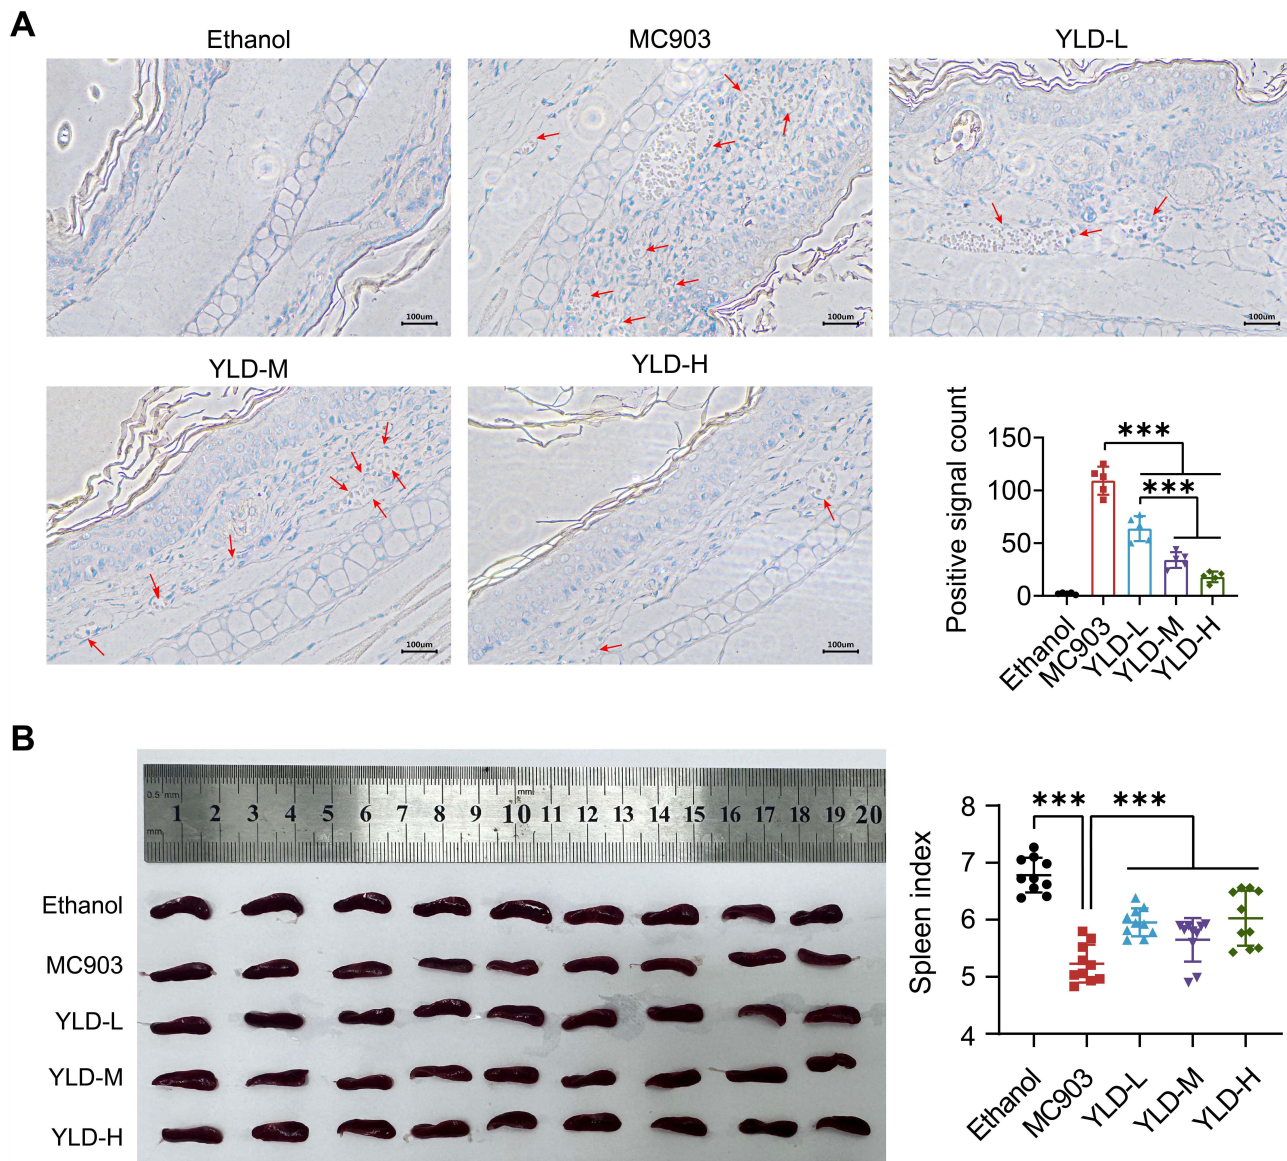 A
Ethanol
MC903
YLD-L
100um
100um
100um
YLD-M
YLD-H
100um
100um
Positive signal count
150
100
50
0
***
***
Ethanol
MC903
YLD-L
YLD-M
YLD-H
B
0.5 mm
mm
mm
1 2 3 4 5 6 7 8 9 10 11 12 13 14 15 16 17 18 19 20
Ethanol
MC903
YLD-L
YLD-M
YLD-H
Spleen index
8
7
6
5
4
*** ***
Ethanol
MC903
YLD-L
YLD-M
YLD-H